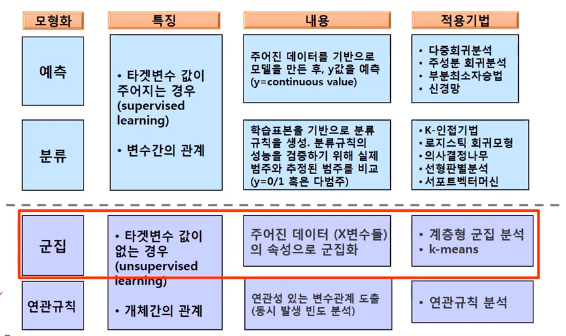 모형화
특징
내용
적용기법
예측
• 타겟변수 값이
주어지는 경우
(supervised
learning)
• 변수간의 관계
주어진 데이터를 기반으로
모델을 만든 후, y값을 예측
(y=continuous value)
• 다중회귀분석
• 주성분 회귀분석
• 부분최소자승법
• 신경망
분류
학습표본을 기반으로 분류
규칙을 생성. 분류규칙의
성능을 검증하기 위해 실제
범주와 추정된 범주를 비교
(y=0/1 혹은 다범주)
• K-인접기법
• 로지스틱 회귀모형
• 의사결정나무
• 선형판별분석
• 서포트벡터머신
군집
• 타겟변수 값이
없는 경우
(unsupervised
learning)
• 개체간의 관계
주어진 데이터 (X변수들)
의 속성으로 군집화
• 계층형 군집 분석
• k-means
연관규칙
연관성 있는 변수관계 도출
(동시 발생 빈도 분석)
• 연관규칙 분석